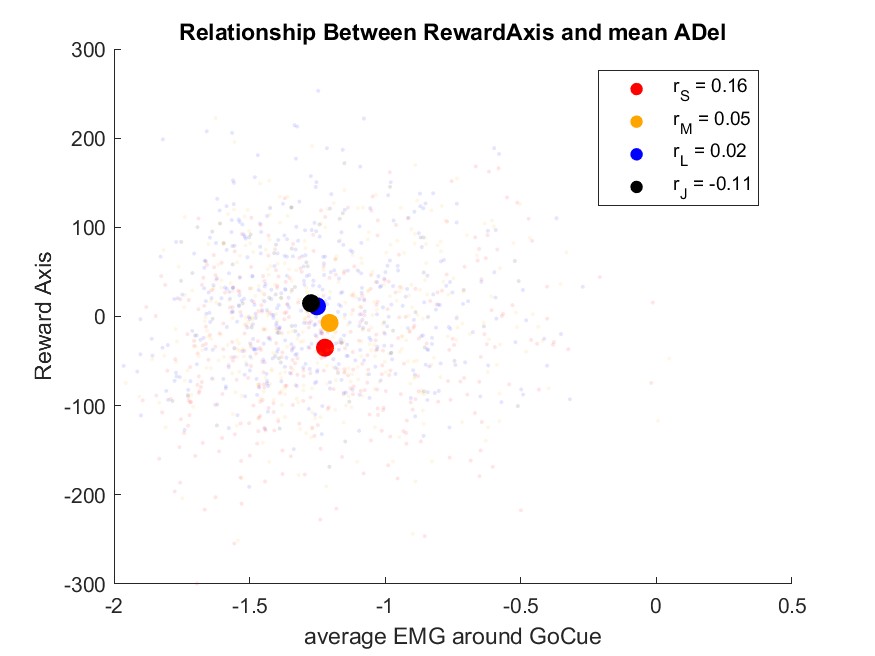 Relationship Between RewardAxis and mean ADel
300
200
100
0
-100
-200
-300
Reward Axis
-2
-1.5
-1
-0.5
0
0.5
average EMG around GoCue
r_S = 0.16
r_M = 0.05
r_L = 0.02
r_J = -0.11